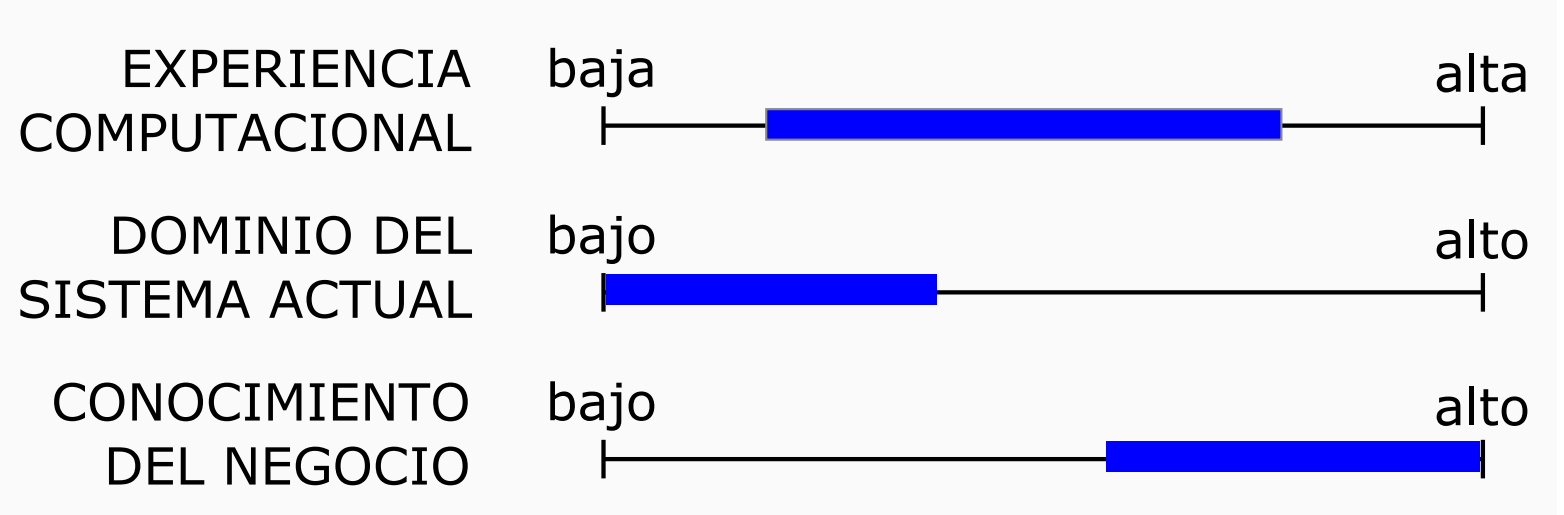 EXPERIENCIA
COMPUTACIONAL
baja
alta
DOMINIO DEL
SISTEMA ACTUAL
bajo
alto
CONOCIMIENTO
DEL NEGOCIO
bajo
alto